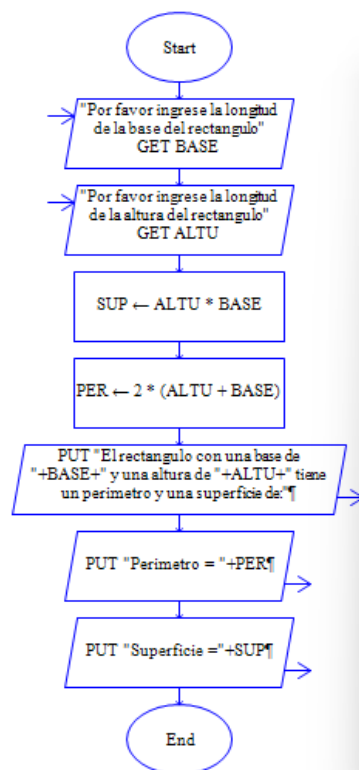 Start
"Por favor ingrese la longitud
de la base del rectangulo"
GET BASE
"Por favor ingrese la longitud
de la altura del rectangulo"
GET ALTU
SUP ← ALTU * BASE
PER ← 2 * (ALTU + BASE)
PUT "El rectangulo con una base de
"+BASE+" y una altura de "+ALTU+" tiene
un perimetro y una superficie de:"¶
PUT "Perimetro = "+PER¶
PUT "Superficie ="+SUP¶
End